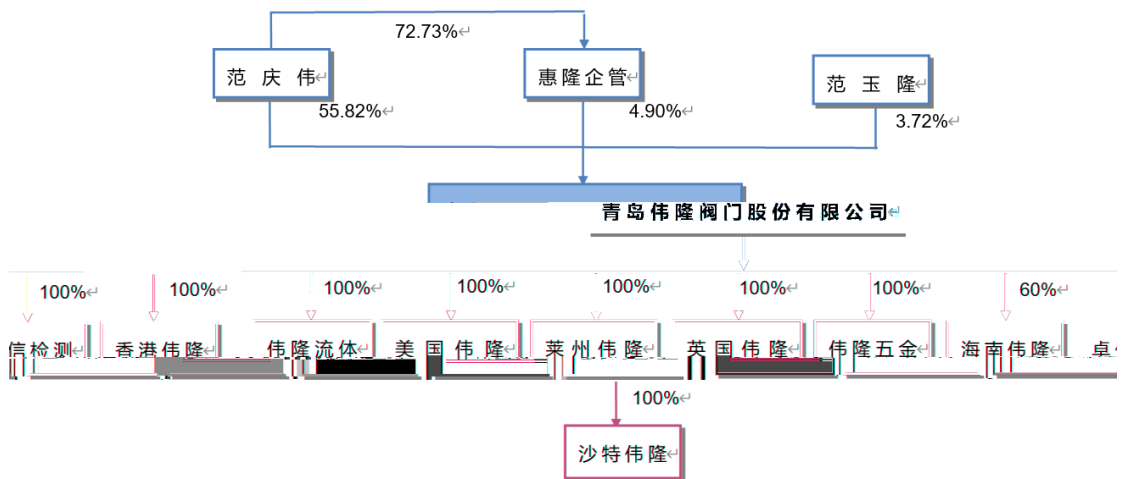 72.73%
范 庆 伟
惠隆企管
范 玉 隆
55.82%
4.90%
3.72%
青岛伟隆阀门股份有限公司
100%
100%
100%
100%
100%
100%
100%
60%
信检测
香港伟隆
伟隆流体
美 国 伟 隆
莱州伟隆
英 国 伟 隆
伟隆五金
海南伟隆
100%
沙特伟隆